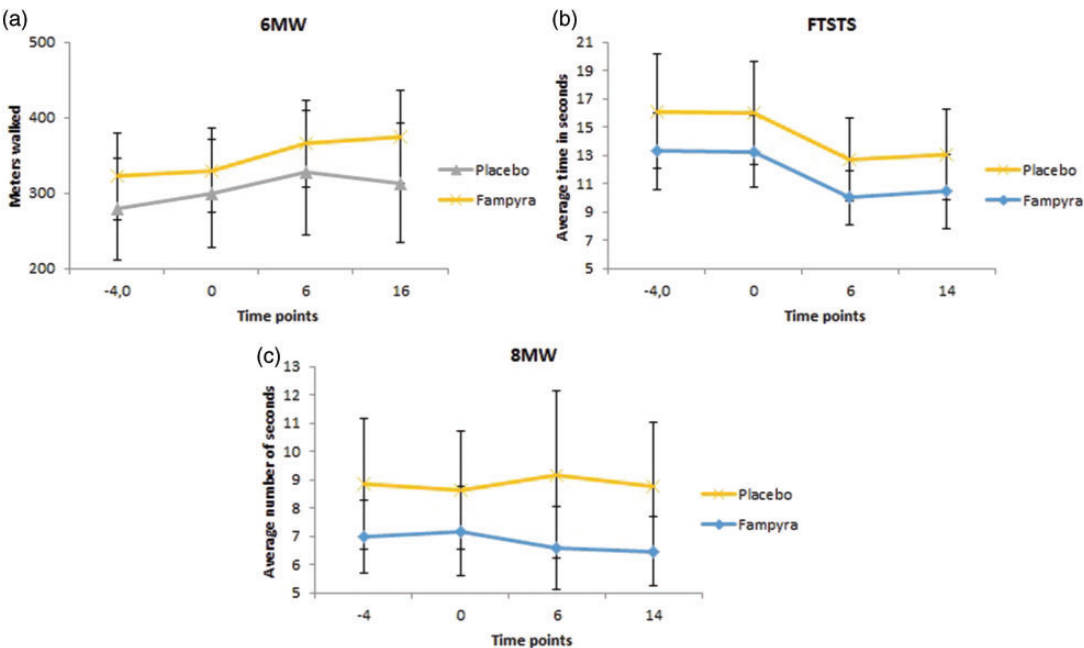 (a)
6MW
500
400
300
200
Meters walked
-4,0 0 6 16
Time points
Placebo
Fampyra
(b)
FTSTS
21
19
17
15
13
11
9
7
5
Average time in seconds
-4,0 0 6 14
Time points
Placebo
Fampyra
(c)
8MW
13
12
11
10
9
8
7
6
5
Average number of seconds
-4 0 6 14
Time points
Placebo
Fampyra